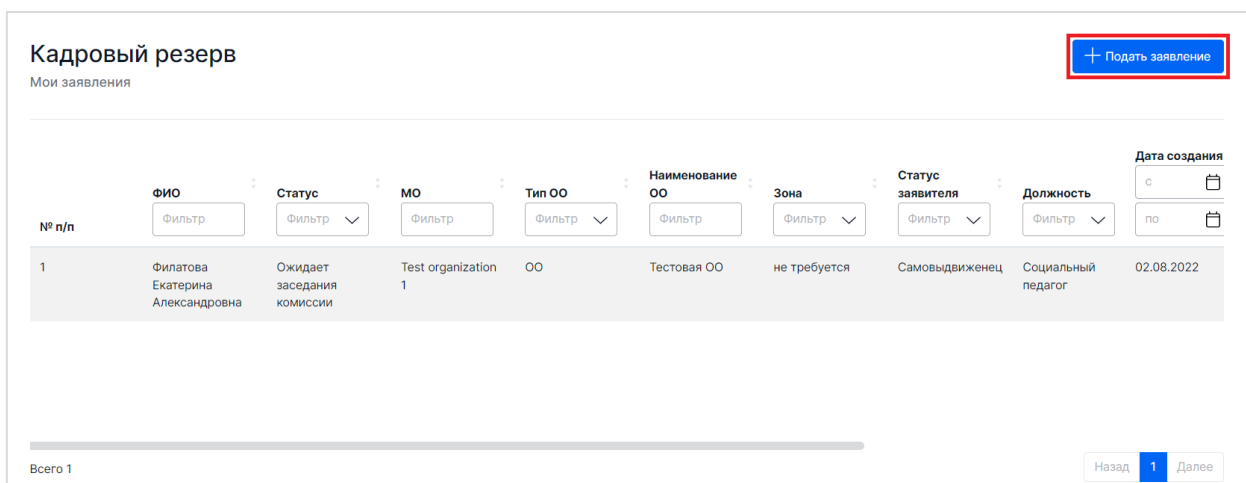 Кадровый резерв
Подать заявление
Мои заявления
Дата создания
Наименование
Статус
с
ФИО
Статус
МО
Тип ОО
ОО
Зона
заявителя
Должность
№ п/п
Фильтр
Фильтр
Фильтр
Фильтр
Фильтр
Фильтр
Фильтр
Фильтр
по
1
Филатова
Ожидает
Test organization
ОО
Тестовая ОО
не требуется
Самовыдвиженец
Социальный
02.08.2022
Екатерина
заседания
1
педагог
Александровна
комиссии
Всего 1
Назад
1
Далее